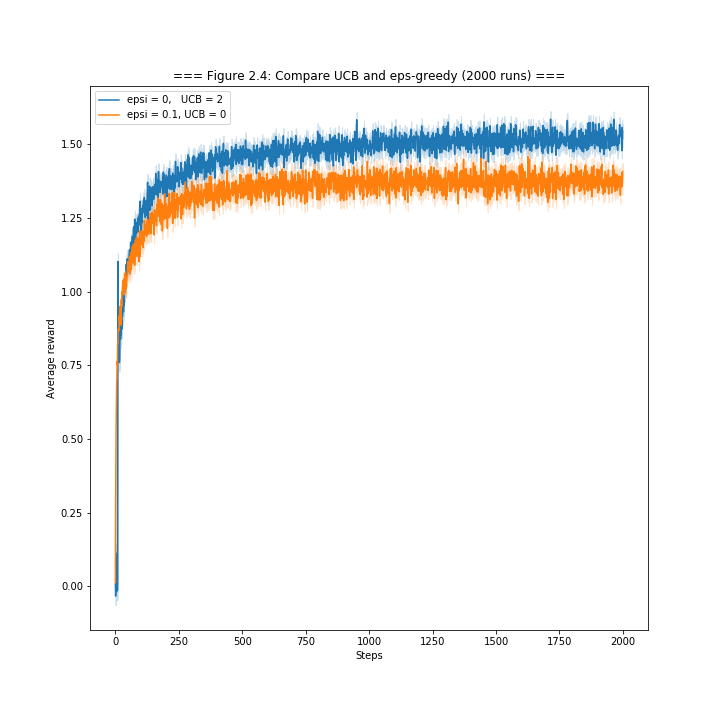 === Figure 2.4: Compare UCB and eps-greedy (2000 runs) ===
epsi = 0,   UCB = 2
epsi = 0.1, UCB = 0
1.50
1.25
1.00
0.75
0.50
0.25
0.00
Average reward
0 250 500 750 1000 1250 1500 1750 2000
Steps